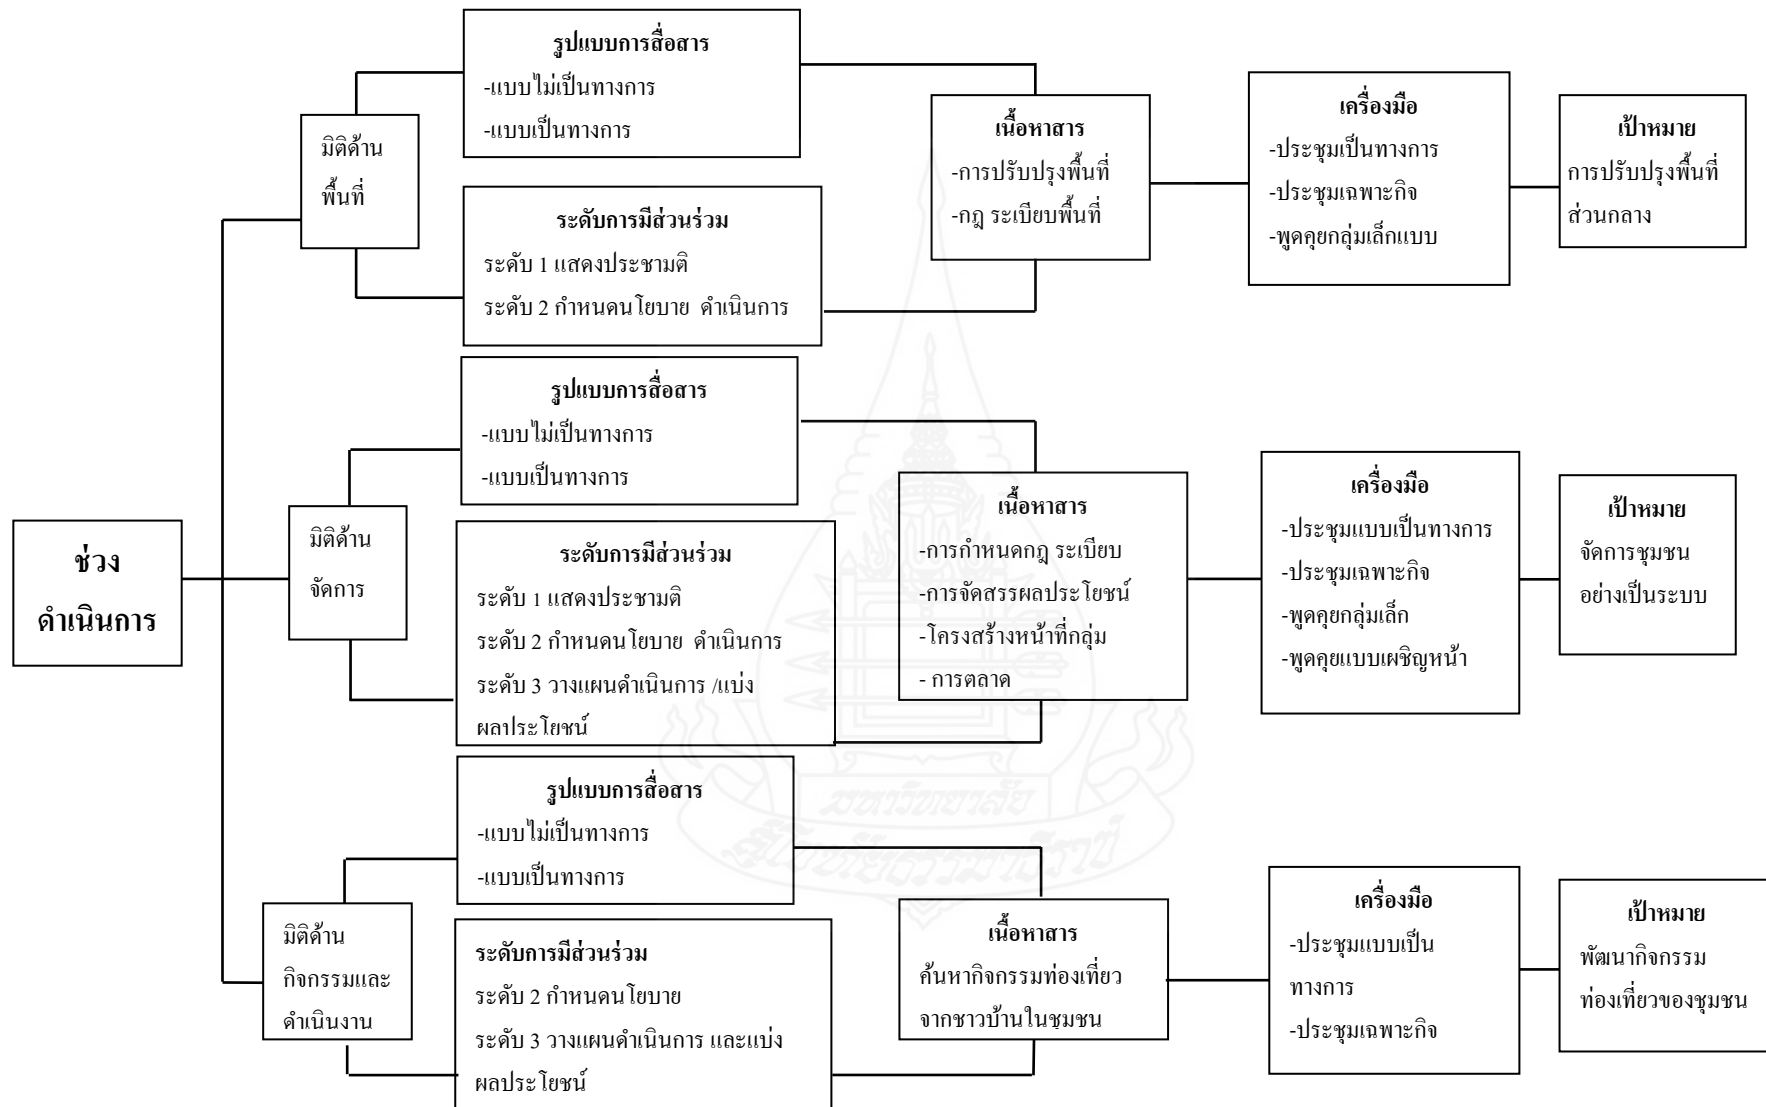 ช่วง
ดำเนินการ
มิติด้าน
พื้นที่
รูปแบบการสื่อสาร
-แบบไม่เป็นทางการ
-แบบเป็นทางการ
ระดับการมีส่วนร่วม
ระดับ 1 แสดงประชามติ
ระดับ 2 กำหนดนโยบาย ดำเนินการ
เนื้อหาสาร
-การปรับปรุงพื้นที่
-กฎ ระเบียบพื้นที่
เครื่องมือ
-ประชุมเป็นทางการ
-ประชุมเฉพาะกิจ
-พูดคุยกลุ่มเล็กแบบ
เป้าหมาย
การปรับปรุงพื้นที่
ส่วนกลาง
มิติด้าน
จัดการ
รูปแบบการสื่อสาร
-แบบไม่เป็นทางการ
-แบบเป็นทางการ
ระดับการมีส่วนร่วม
ระดับ 1 แสดงประชามติ
ระดับ 2 กำหนดนโยบาย ดำเนินการ
ระดับ 3 วางแผนดำเนินการ /แบ่ง
ผลประโยชน์
เนื้อหาสาร
-การกำหนดกฎ ระเบียบ
-การจัดสรรผลประโยชน์
-โครงสร้างหน้าที่กลุ่ม
- การตลาด
เครื่องมือ
-ประชุมแบบเป็นทางการ
-ประชุมเฉพาะกิจ
-พูดคุยกลุ่มเล็ก
-พูดคุยแบบเผชิญหน้า
เป้าหมาย
จัดการชุมชน
อย่างเป็นระบบ
มิติด้าน
กิจกรรมและ
ดำเนินงาน
รูปแบบการสื่อสาร
-แบบไม่เป็นทางการ
-แบบเป็นทางการ
ระดับการมีส่วนร่วม
ระดับ 2 กำหนดนโยบาย
ระดับ 3 วางแผนดำเนินการ และแบ่ง
ผลประโยชน์
เนื้อหาสาร
ค้นหากิจกรรมท่องเที่ยว
จากชาวบ้านในชุมชน
เครื่องมือ
-ประชุมแบบเป็น
ทางการ
-ประชุมเฉพาะกิจ
เป้าหมาย
พัฒนากิจกรรม
ท่องเที่ยวของชุมชน
มหาวิทยาลัย
สุโขทัยธรรมาธิราช